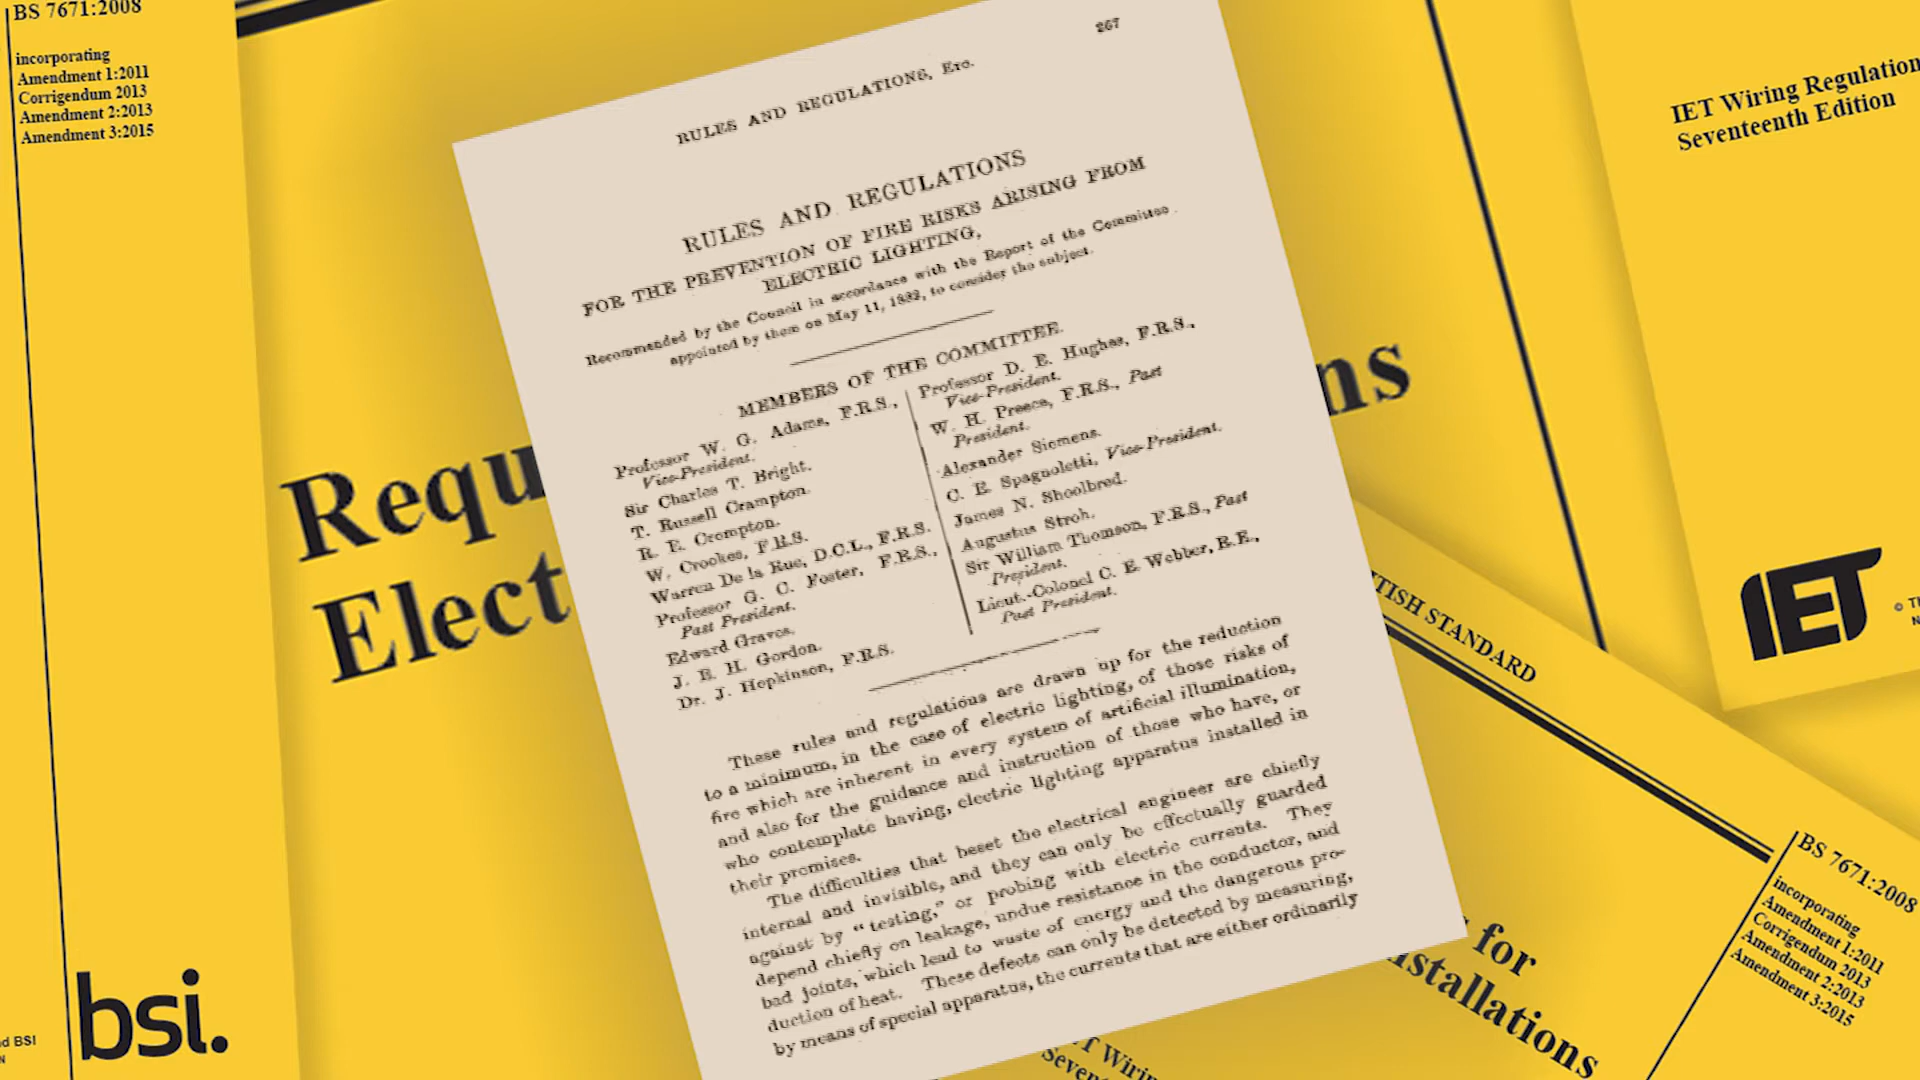 BS 7671:2008
incorporating
Amendment 1:2011
Corrigendum 2013
Amendment 2:2013
Amendment 3:2015
bsi.
nd BSI
N
Requ
Elect
ns
267
RULES AND REGULATIONS, ETC.
RULES AND REGULATIONS
FOR THE PREVENTION OF FIRE RISKS ARISING FROM
ELECTRIC LIGHTING,
Recommended by the Council in accordance with the Report of the Committee
appointed by them on May 11, 1882, to consider the subject.
MEMBERS OF THE COMMITTEE.
Professor W. G. Adams, F.R.S.,
Vice-President.
Sir Charles T. Bright.
T. Russell Crampton.
R. E. Crompton.
W. Crookes, F.R.S.
Warren De la Rue, D.C.L., F.R.S.
Professor G. C. Foster, F.R.S.,
Past President.
Edward Graves.
J. E. H. Gordon.
Dr. J. Hopkinson, F.R.S.
Professor D. E. Hughes, F.R.S.,
Vice-President.
W. H. Preece, F.R.S., Past
President.
Alexander Siemens.
C. E. Spagnoletti, Vice-President.
James N. Shoolbred.
Augustus Stroh.
Sir William Thomson, F.R.S., Past
President.
Lieut.-Colonel C. E. Webber, R.E.,
Past President.
These rules and regulations are drawn up for the reduction
to a minimum, in the case of electric lighting, of those risks of
fire which are inherent in every system of artificial illumination,
and also for the guidance and instruction of those who have, or
who contemplate having, electric lighting apparatus installed in
their premises.
The difficulties that beset the electrical engineer are chiefly
internal and invisible, and they can only be effectually guarded
against by "testing," or probing with electric currents. They
depend chiefly on leakage, undue resistance in the conductor, and
bad joints, which lead to waste of energy and the dangerous pro-
duction of heat. These defects can only be detected by measuring,
by means of special apparatus, the currents that are either ordinarily
IET Wiring Regulation
Seventeenth Edition
IET
© T
N
TISH STANDARD
BS 7671:2008
incorporating
Amendment 1:2011
Corrigendum 2013
Amendment 2:2013
Amendment 3:2015
for
nstallations
ET Wirin
Seven